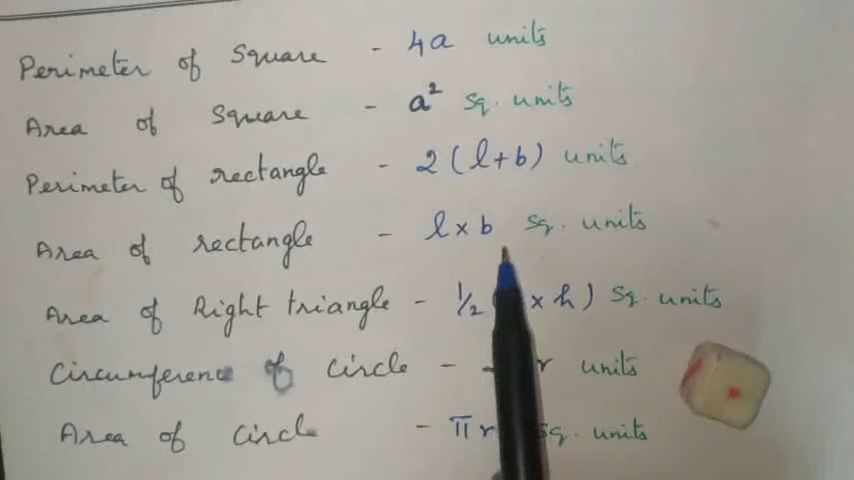 Perimeter of Square - 4a units
Area of Square - a² Sq. units
Perimeter of rectangle - 2 (l+b) units
Area of rectangle - l × b Sq. units
Area of Right triangle - 1/2 ( × h) Sq. units
Circumference of Circle - r units
Area of Circle - πr Sq. units